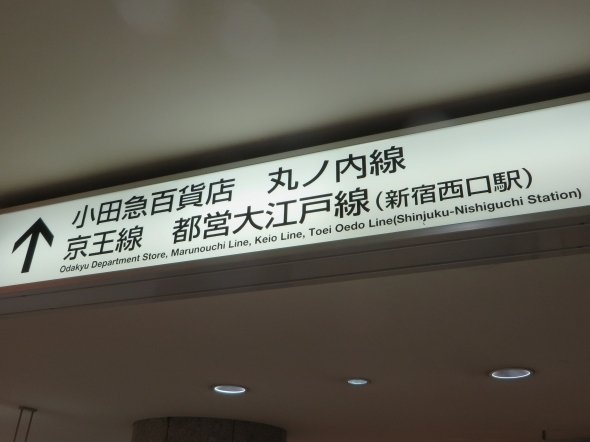 小田急百貨店　丸ノ内線
京王線　都営大江戸線(新宿西口駅)
Odakyu Department Store, Marunouchi Line, Keio Line, Toei Oedo Line(Shinjuku-Nishiguchi Station)